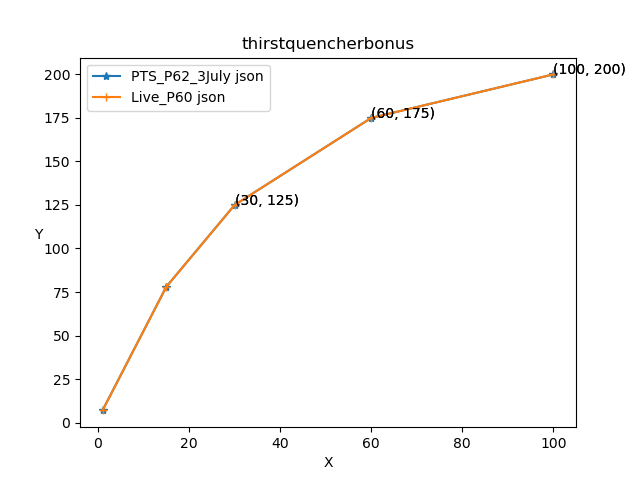 thirstquencherbonus
PTS_P62_3July json
Live_P60 json
(100, 200)
(60, 175)
(30, 125)
200
175
150
125
100
75
50
25
0
Y
0 20 40 60 80 100
X